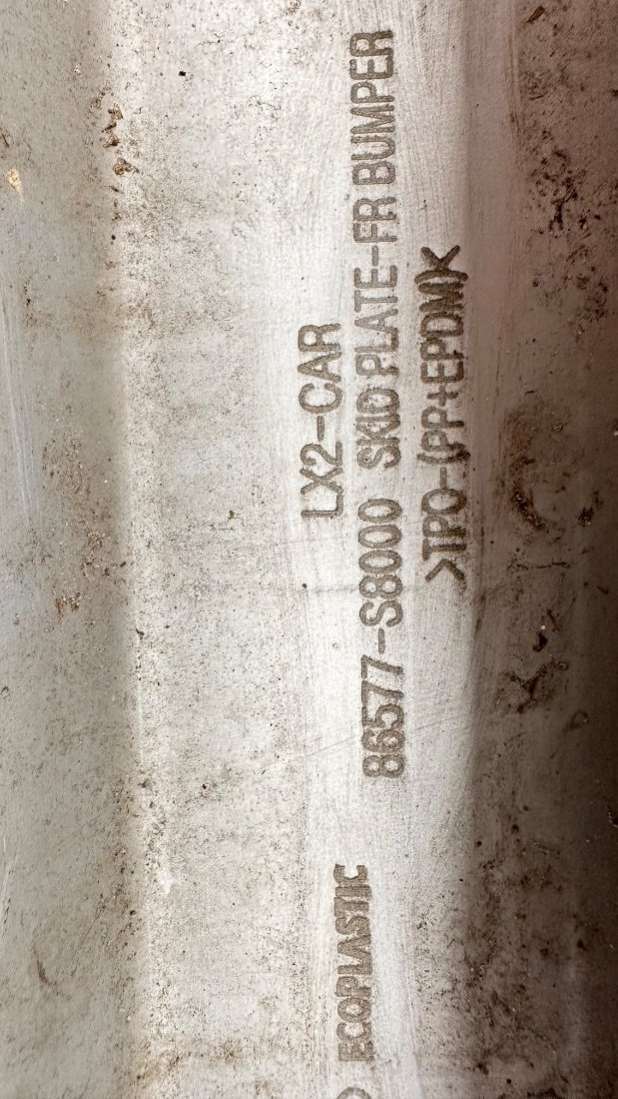 LX2-CAR
86577-S8000 SKID PLATE-FR BUMPER
>TPO-(PP+EPDM)<
ECOPLASTIC